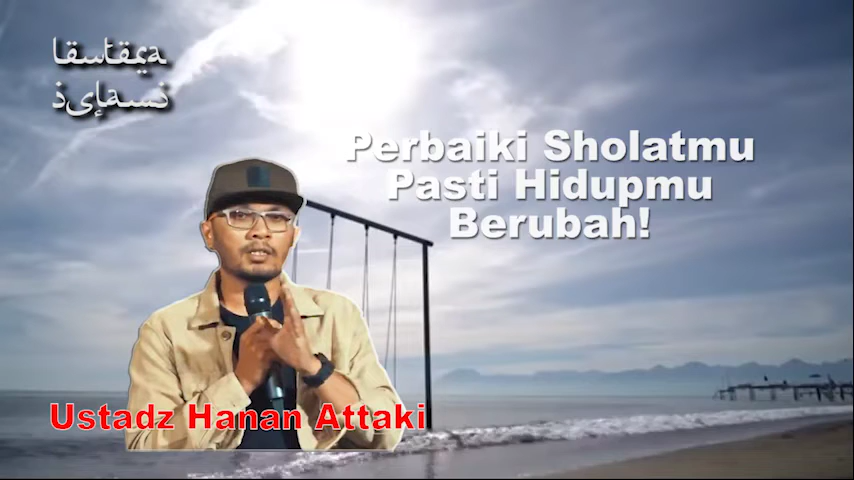 Perbaiki Sholatmu
Pasti Hidupmu
Berubah!
Ustadz Hanan Attaki